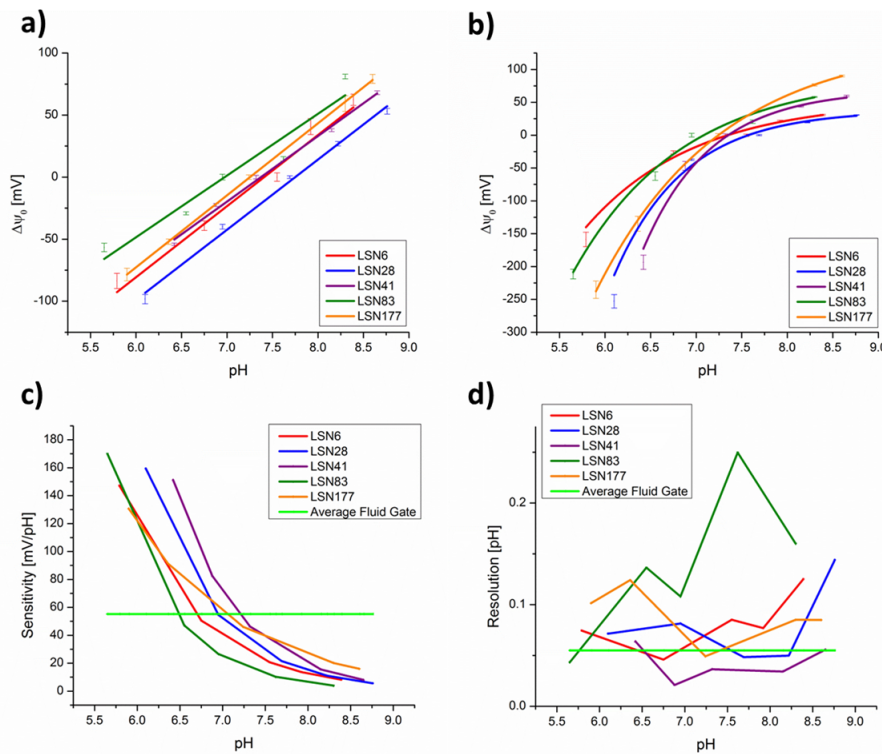 a)
Δψ₀ [mV]
100
50
0
-50
-100
LSN6
LSN28
LSN41
LSN83
LSN177
5.5 6.0 6.5 7.0 7.5 8.0 8.5 9.0
pH
b)
Δψ₀ [mV]
100
50
0
-50
-100
-150
-200
-250
-300
LSN6
LSN28
LSN41
LSN83
LSN177
5.5 6.0 6.5 7.0 7.5 8.0 8.5 9.0
pH
c)
Sensitivity [mV/pH]
180
160
140
120
100
80
60
40
20
0
LSN6
LSN28
LSN41
LSN83
LSN177
Average Fluid Gate
5.5 6.0 6.5 7.0 7.5 8.0 8.5 9.0
pH
d)
LSN6
LSN28
LSN41
LSN83
LSN177
Average Fluid Gate
Resolution [pH]
0.2
0.1
0.0
5.5 6.0 6.5 7.0 7.5 8.0 8.5 9.0
pH